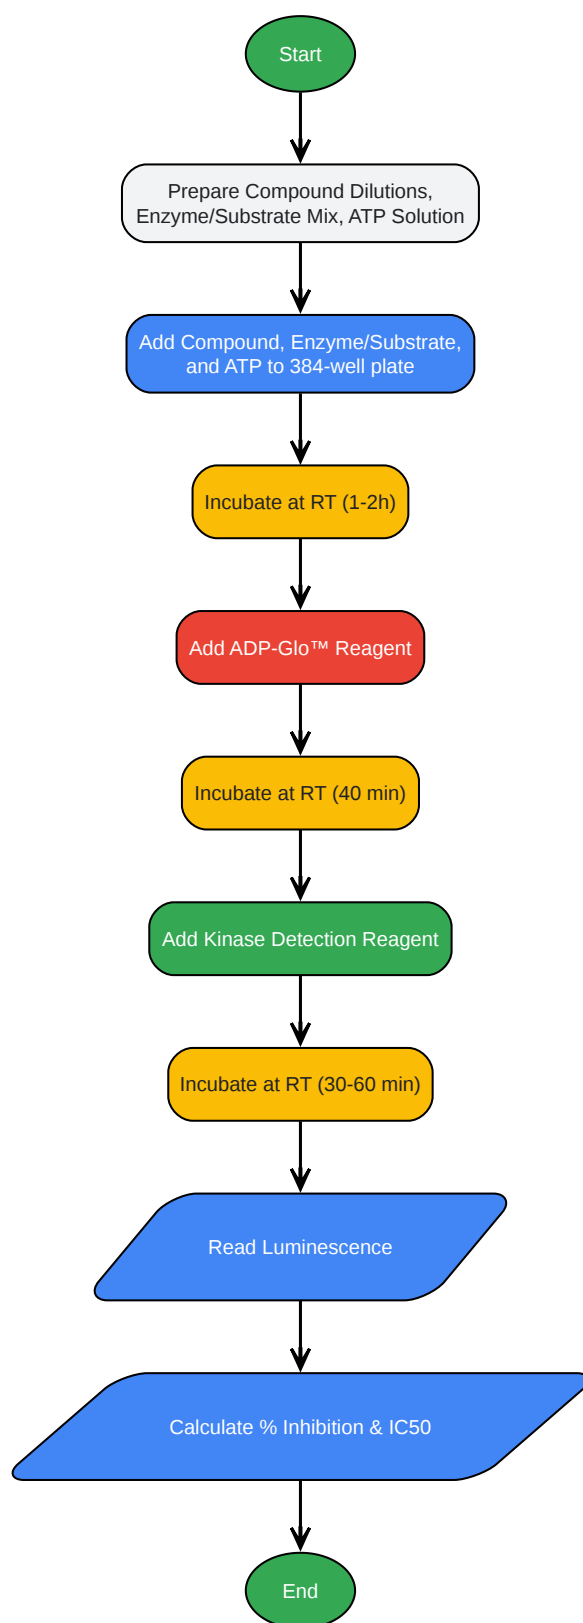 Start
Prepare Compound Dilutions,
Enzyme/Substrate Mix, ATP Solution
Add Compound, Enzyme/Substrate,
and ATP to 384-well plate
Incubate at RT (1-2h)
Add ADP-Glo™ Reagent
Incubate at RT (40 min)
Add Kinase Detection Reagent
Incubate at RT (30-60 min)
Read Luminescence
Calculate % Inhibition & IC50
End